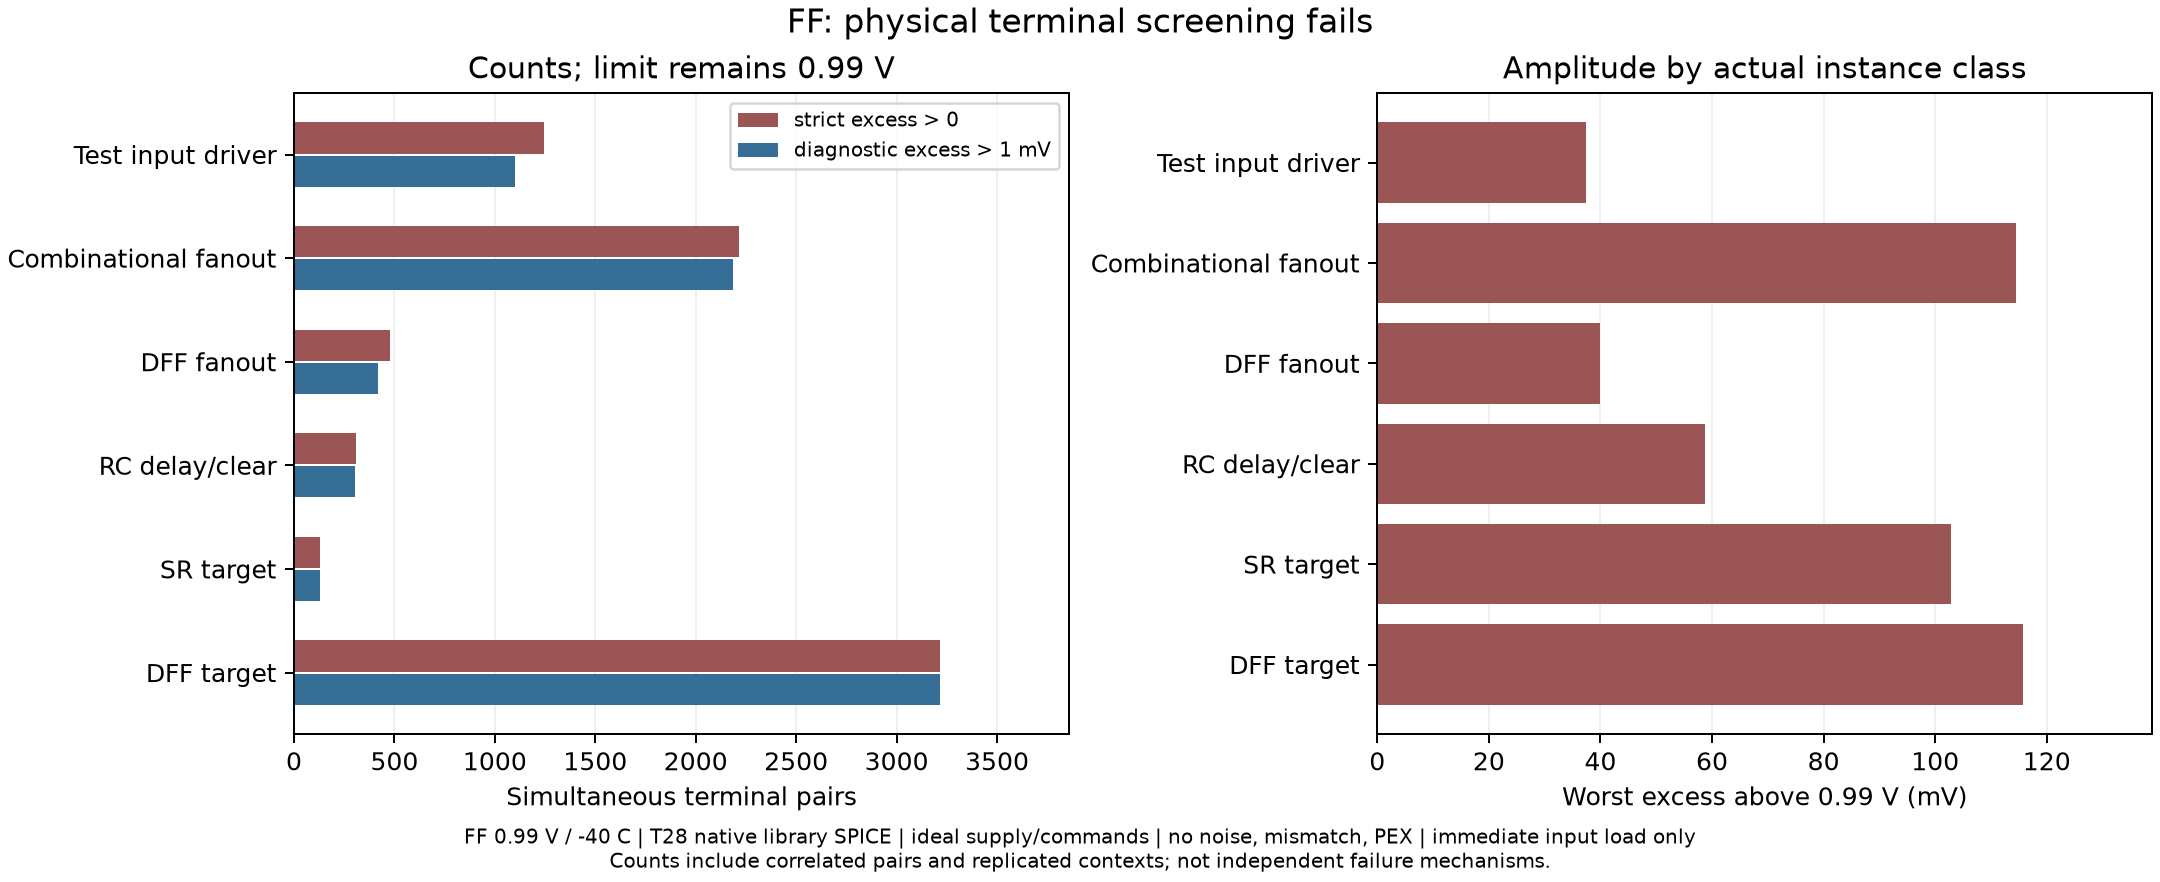 FF: physical terminal screening fails
Counts; limit remains 0.99 V
strict excess > 0
diagnostic excess > 1 mV
Test input driver
Combinational fanout
DFF fanout
RC delay/clear
SR target
DFF target
0 500 1000 1500 2000 2500 3000 3500
Simultaneous terminal pairs
Amplitude by actual instance class
Test input driver
Combinational fanout
DFF fanout
RC delay/clear
SR target
DFF target
0 20 40 60 80 100 120
Worst excess above 0.99 V (mV)
FF 0.99 V / -40 C | T28 native library SPICE | ideal supply/commands | no noise, mismatch, PEX | immediate input load only
Counts include correlated pairs and replicated contexts; not independent failure mechanisms.